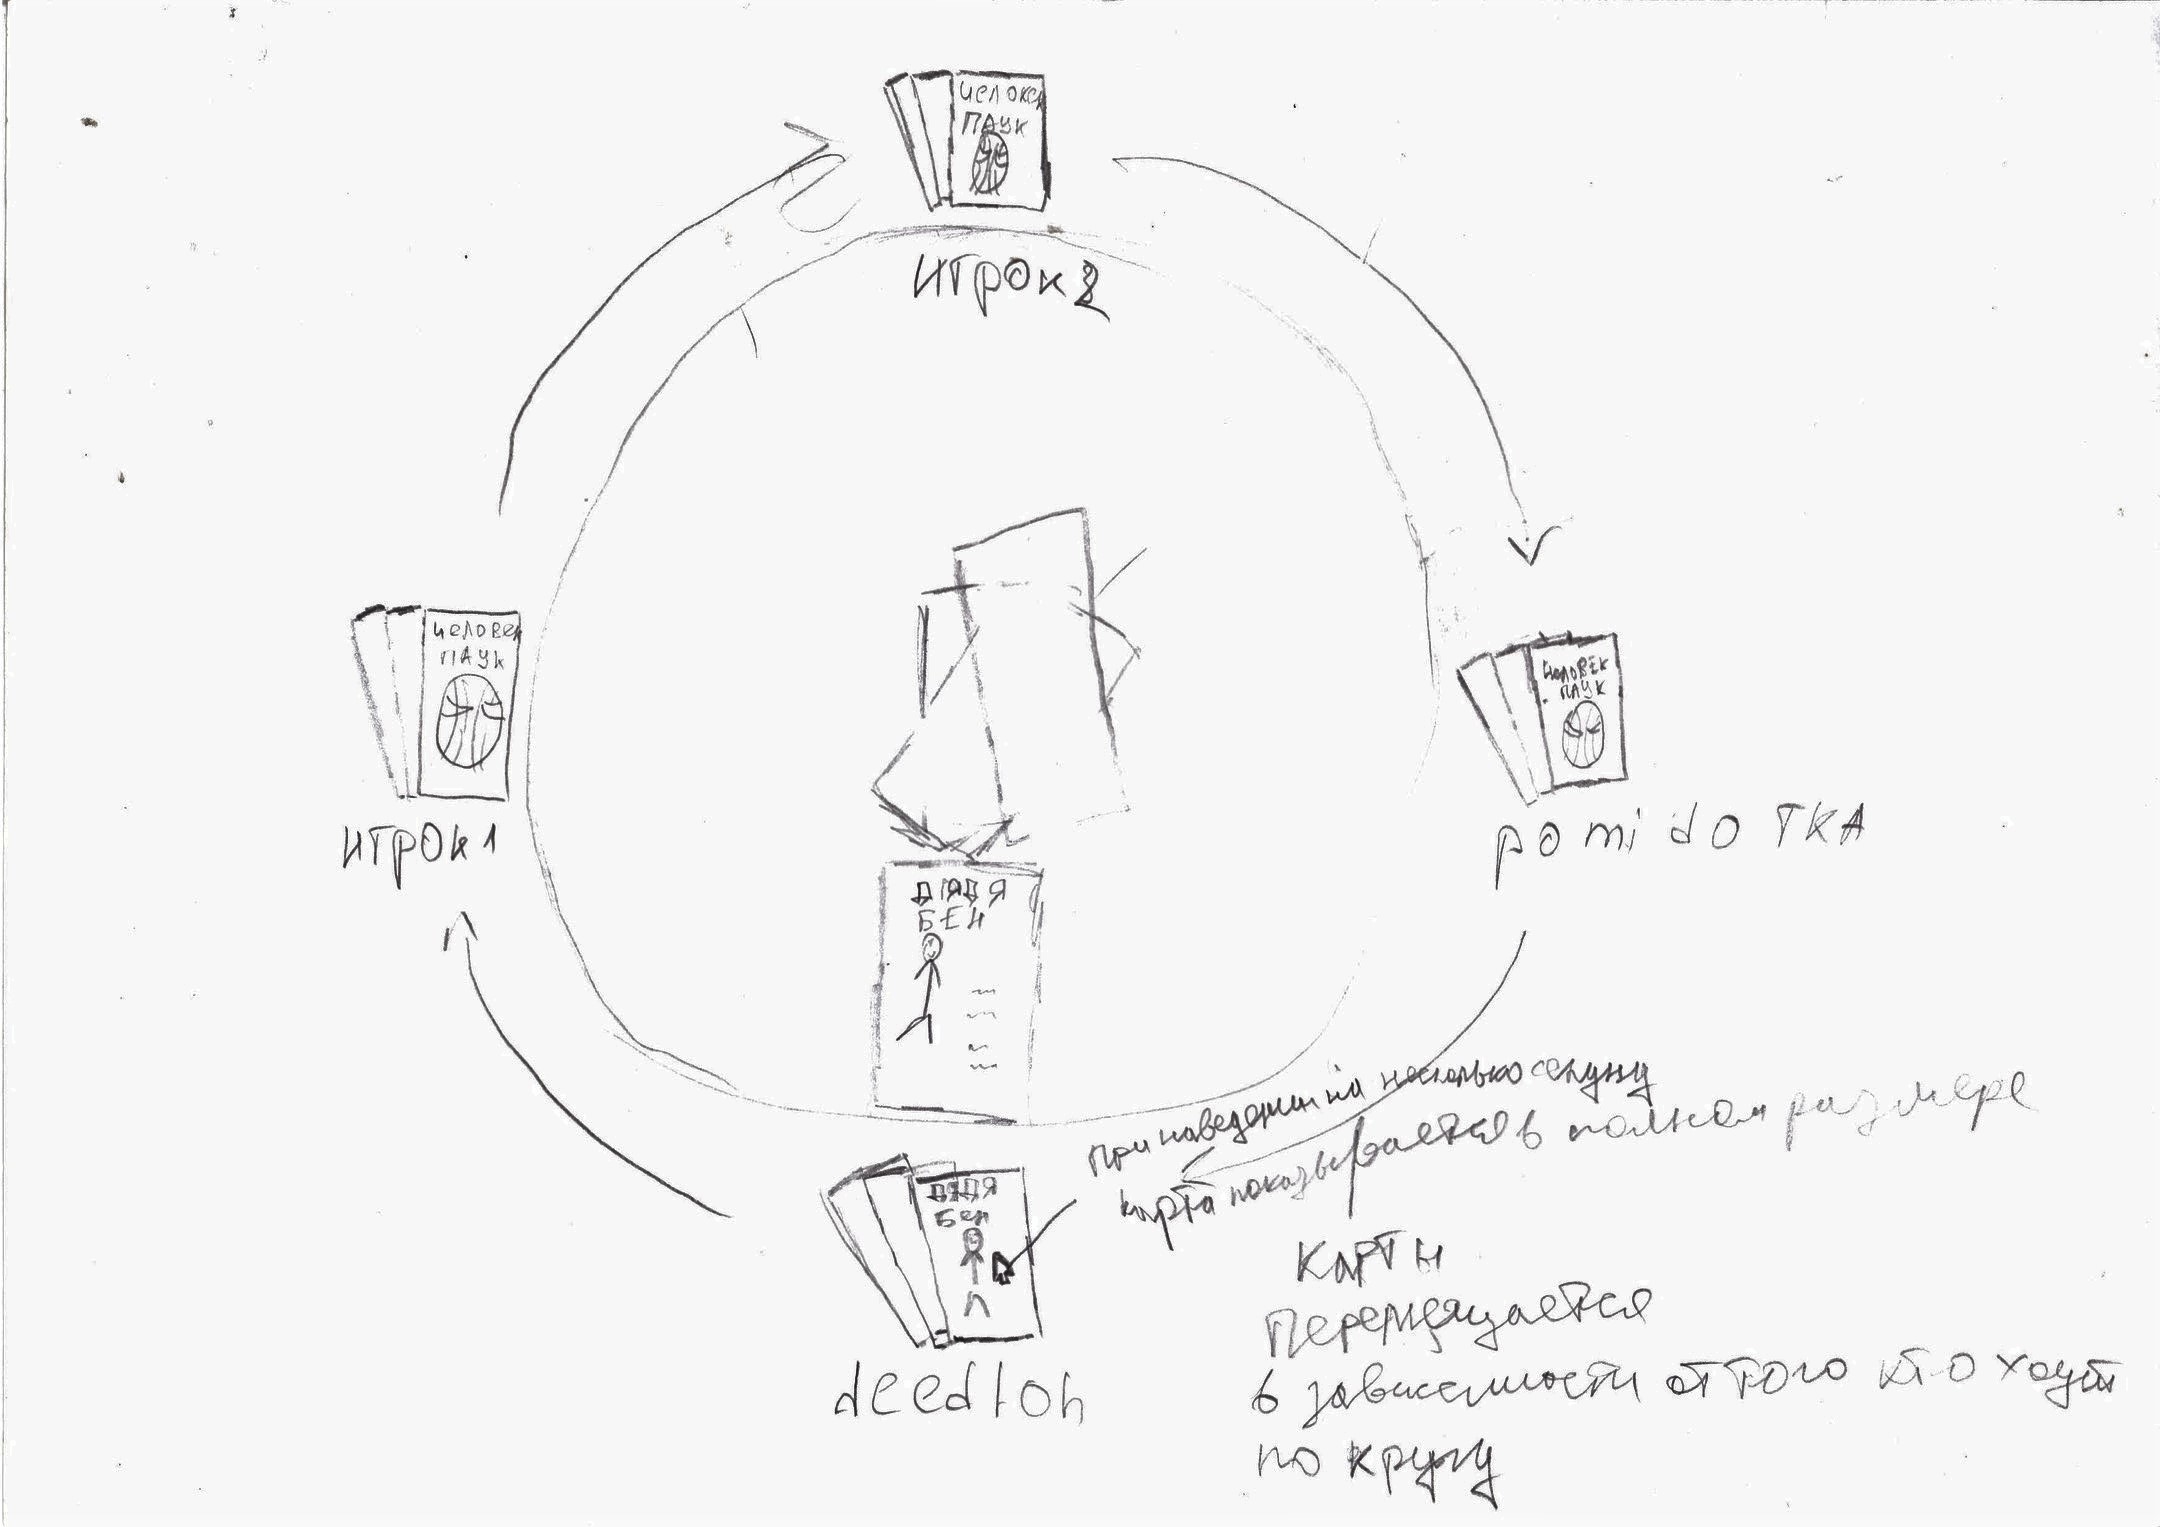 ЧЕЛОВЕК
ПАУК
ИГРОК 2
ЧЕЛОВЕК
ПАУК
ИГРОК 1
ЧЕЛОВЕК
ПАУК
pomidoTKA
ДЯДЯ
БЕН
При наведении на несколько секунд
карта показывается в полном размере
ДЯДЯ
Бен
deedloh
Карты
Перемещается
в зависимости от того кто ходит
по кругу